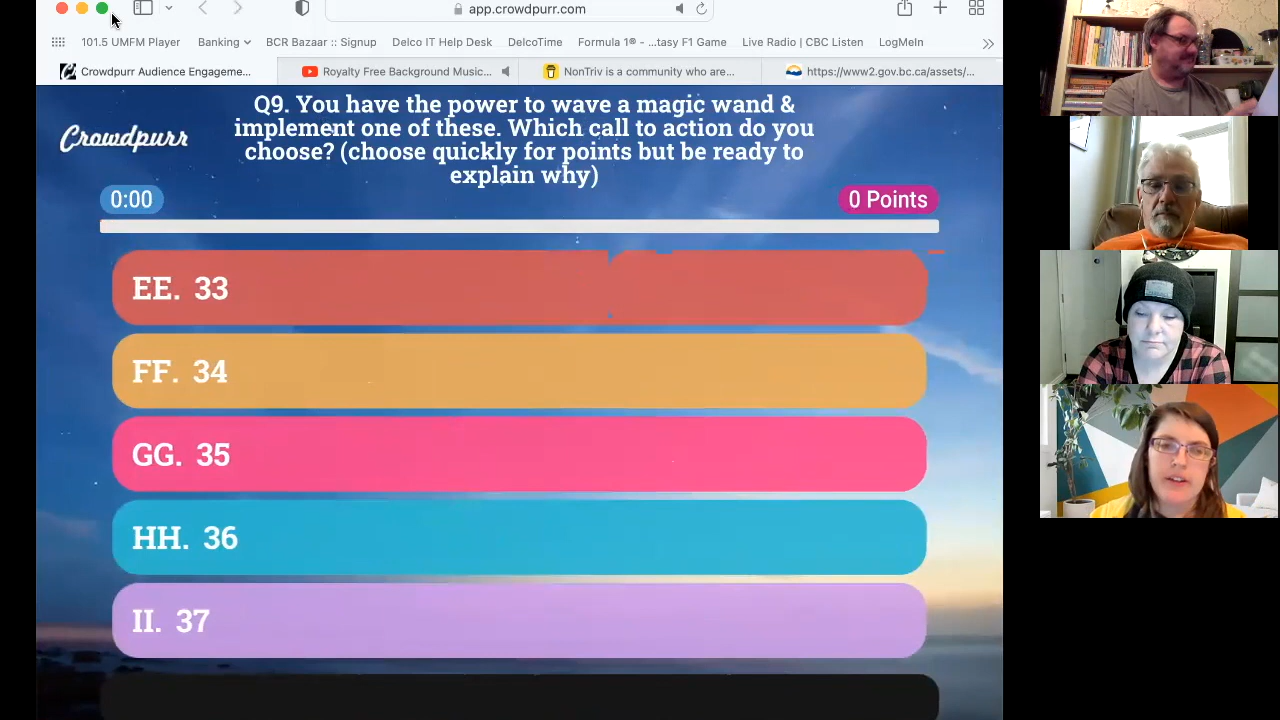 app.crowdpurr.com
101.5 UMFM Player
Banking
BCR Bazaar :: Signup
Delco IT Help Desk
DelcoTime
Formula 1® - ...tasy F1 Game
Live Radio | CBC Listen
LogMeIn
Crowdpurr Audience Engageme...
Royalty Free Background Music...
NonTriv is a community who are...
https://www2.gov.bc.ca/assets/...
Crowdpurr
Q9. You have the power to wave a magic wand &
implement one of these. Which call to action do you
choose? (choose quickly for points but be ready to
explain why)
0:00
0 Points
EE. 33
FF. 34
GG. 35
HH. 36
II. 37